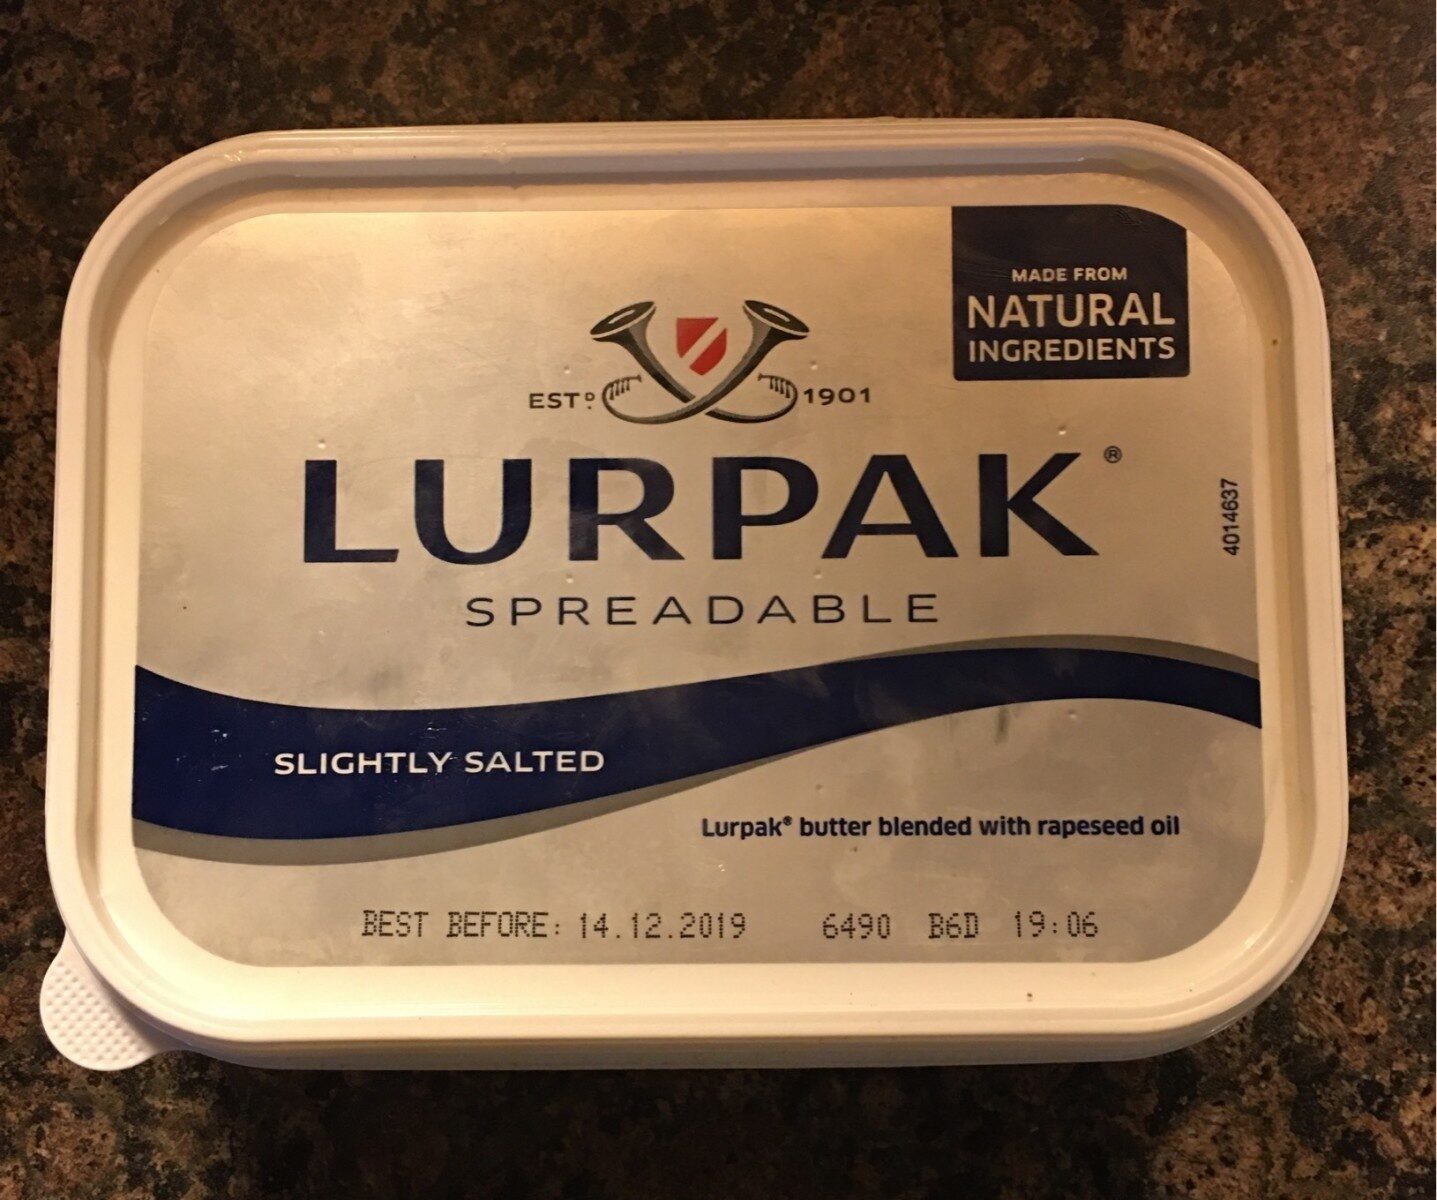 MADE FROM
NATURAL
INGREDIENTS
ESTD 1901
LURPAK®
SPREADABLE
4014637
SLIGHTLY SALTED
Lurpak® butter blended with rapeseed oil
BEST BEFORE: 14.12.2019 6490 B6D 19:06